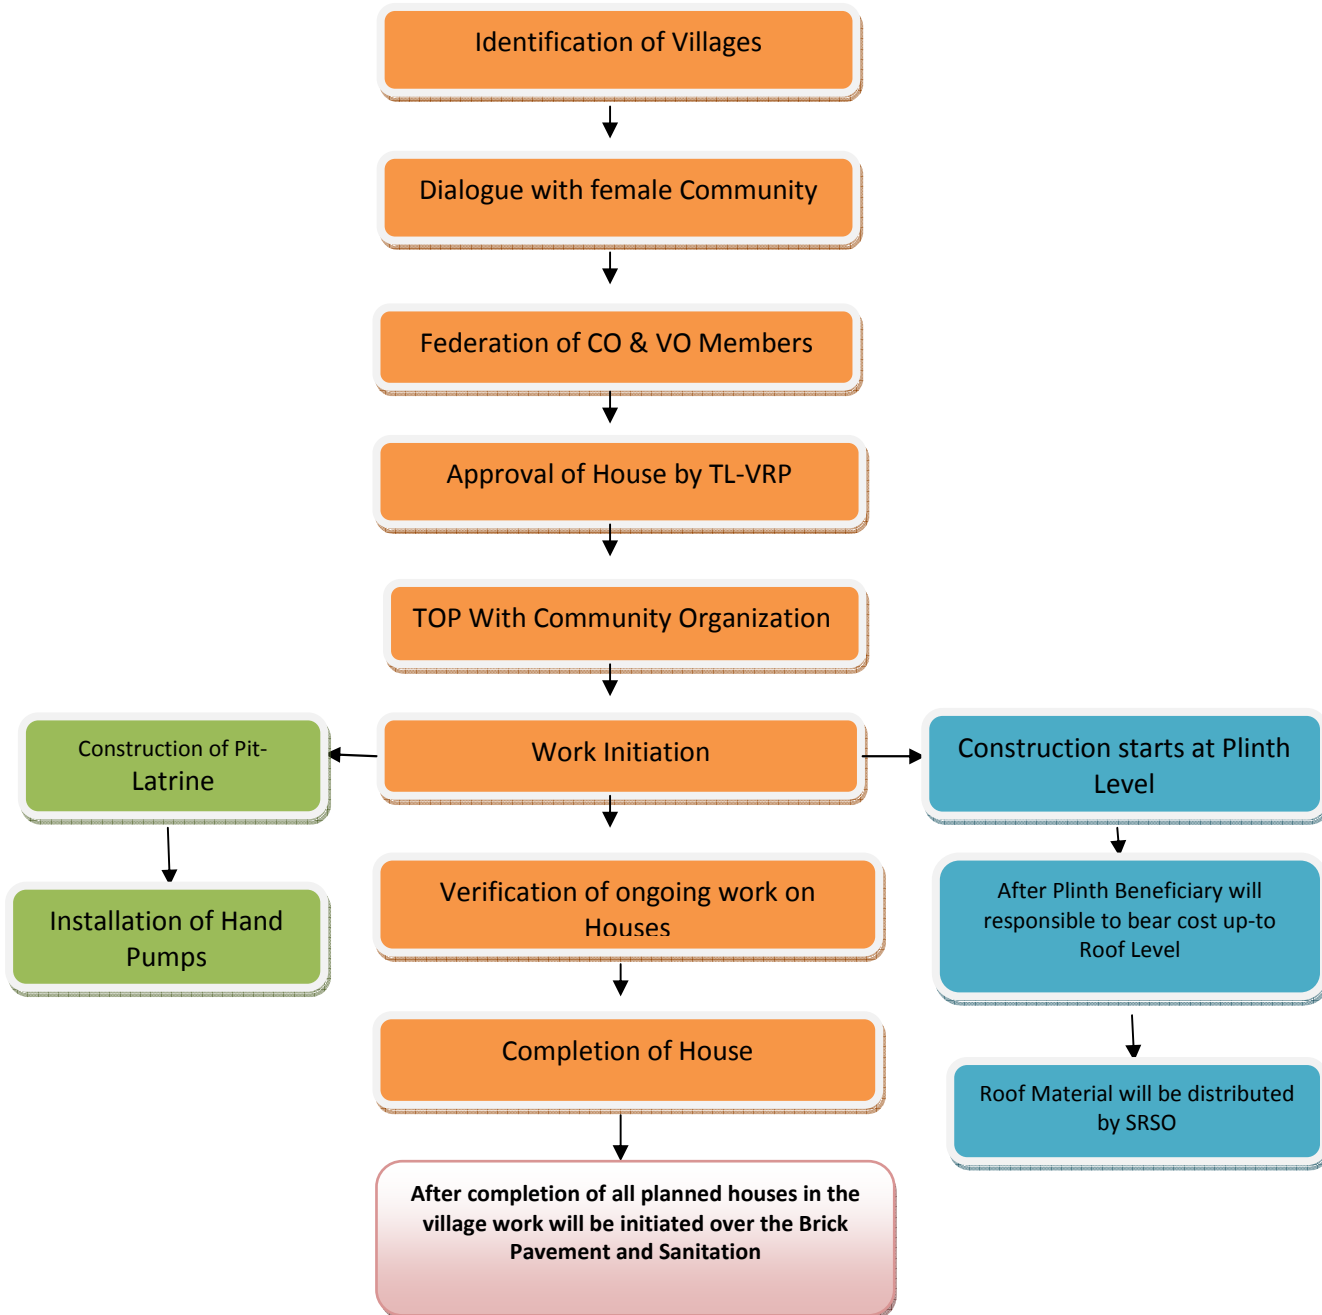 Identification of Villages
Dialogue with female Community
Federation of CO & VO Members
Approval of House by TL-VRP
TOP With Community Organization
Construction of Pit-
Latrine
Work Initiation
Construction starts at Plinth
Level
Installation of Hand
Pumps
Verification of ongoing work on
Houses
After Plinth Beneficiary will
responsible to bear cost up-to
Roof Level
Completion of House
Roof Material will be distributed
by SRSO
After completion of all planned houses in the
village work will be initiated over the Brick
Pavement and Sanitation